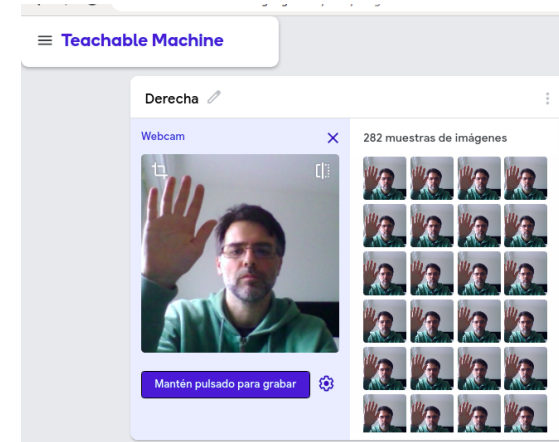 Teachable Machine
Derecha
Webcam
282 muestras de imágenes
Mantén pulsado para grabar